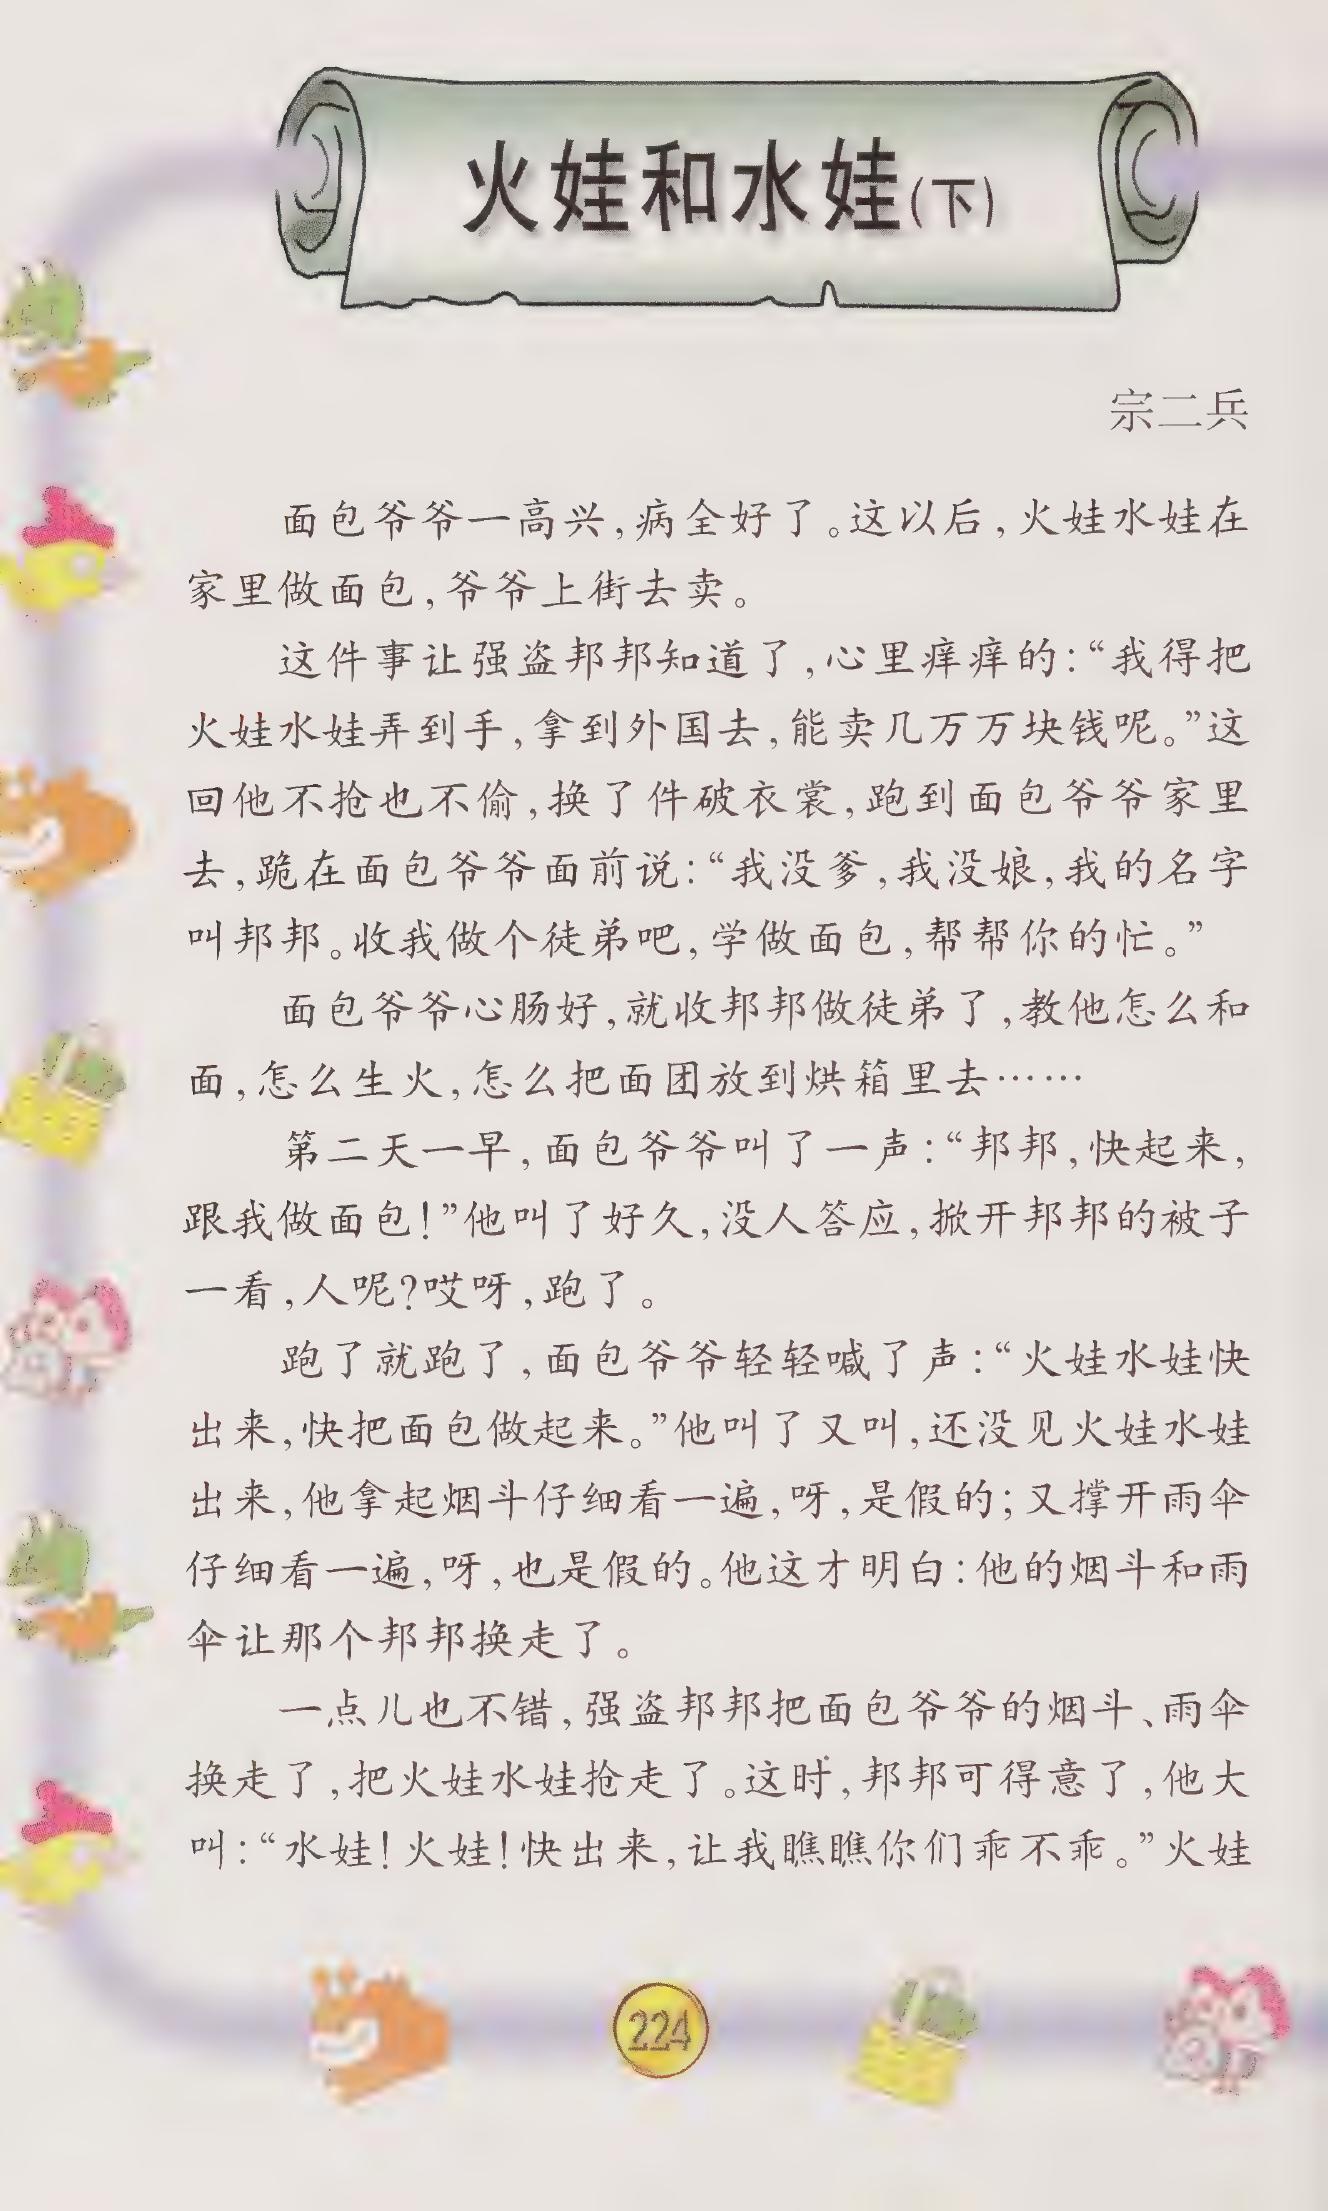 火娃和水娃(下)
宗二兵
面包爷爷一高兴,病全好了。这以后,火娃水娃在
家里做面包,爷爷上街去卖。
这件事让强盗邦邦知道了,心里痒痒的:“我得把
火娃水娃弄到手,拿到外国去,能卖几万万块钱呢。”这
回他不抢也不偷,换了件破衣裳,跑到面包爷爷家里
去,跪在面包爷爷面前说:“我没爹,我没娘,我的名字
叫邦邦。收我做个徒弟吧,学做面包,帮帮你的忙。”
面包爷爷心肠好,就收邦邦做徒弟了,教他怎么和
面,怎么生火,怎么把面团放到烘箱里去……
第二天一早,面包爷爷叫了一声:“邦邦,快起来,
跟我做面包!”他叫了好久,没人答应,掀开邦邦的被子
一看,人呢?哎呀,跑了。
跑了就跑了,面包爷爷轻轻喊了声:“火娃水娃快
出来,快把面包做起来。”他叫了又叫,还没见火娃水娃
出来,他拿起烟斗仔细看一遍,呀,是假的;又撑开雨伞
仔细看一遍,呀,也是假的。他这才明白:他的烟斗和雨
伞让那个邦邦换走了。
一点儿也不错,强盗邦邦把面包爷爷的烟斗、雨伞
换走了,把火娃水娃抢走了。这时,邦邦可得意了,他大
叫:“水娃!火娃!快出来,让我瞧瞧你们乖不乖。”火娃
224